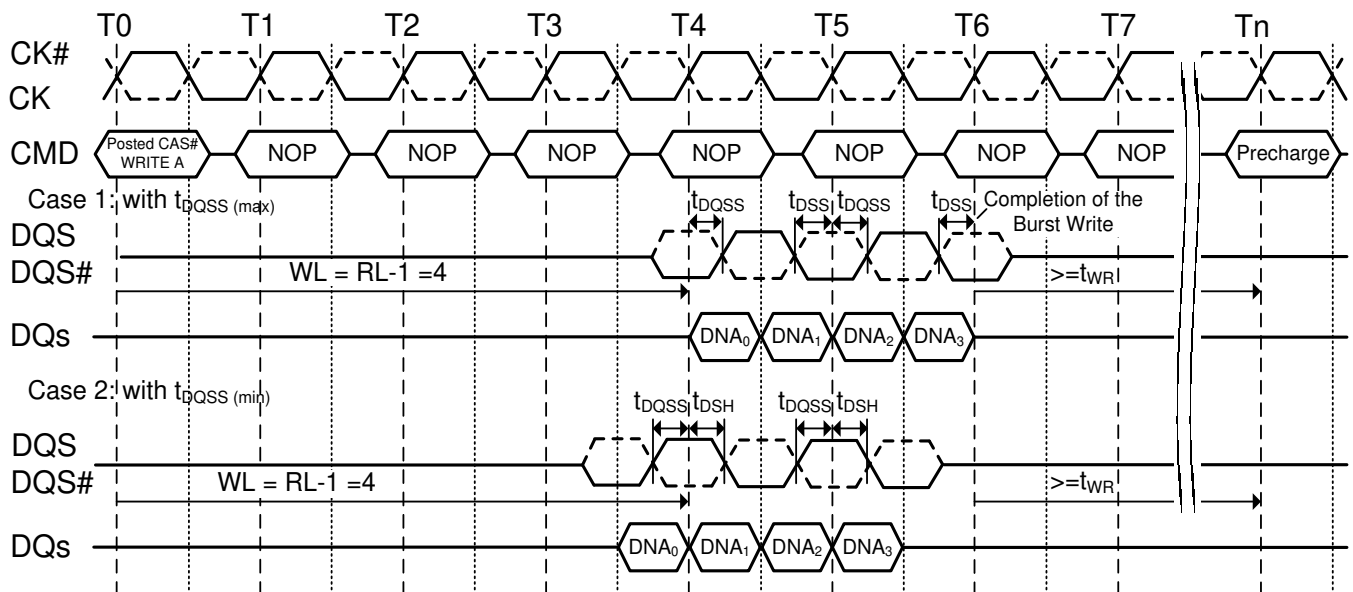 T0 T1 T2 T3 T4 T5 T6 T7 Tn
CK#
CK
CMD
Posted CAS# WRITE A
NOP NOP NOP NOP NOP NOP NOP Precharge
Case 1: with tDQSS (max)
tDQSS tDSS tDQSS tDSS
Completion of the
Burst Write
DQS
DQS#
WL = RL-1 =4
>=tWR
DQs
DNA0 DNA1 DNA2 DNA3
Case 2: with tDQSS (min)
tDQSS tDSH tDQSS tDSH
DQS
DQS#
WL = RL-1 =4
>=tWR
DQs
DNA0 DNA1 DNA2 DNA3